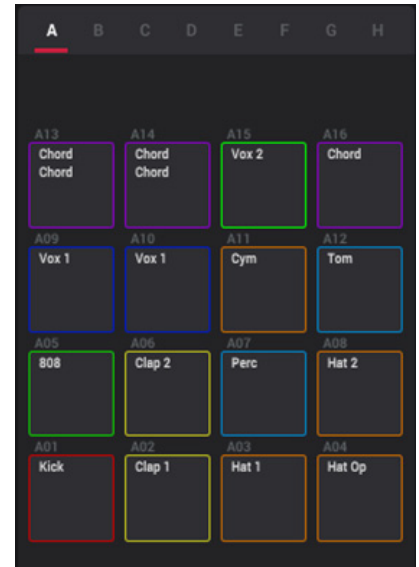 A B C D E F G H
A13 A14 A15 A16
Chord Chord Vox 2 Chord
Chord Chord
A09 A10 A11 A12
Vox 1 Vox 1 Cym Tom
A05 A06 A07 A08
808 Clap 2 Perc Hat 2
A01 A02 A03 A04
Kick Clap 1 Hat 1 Hat Op